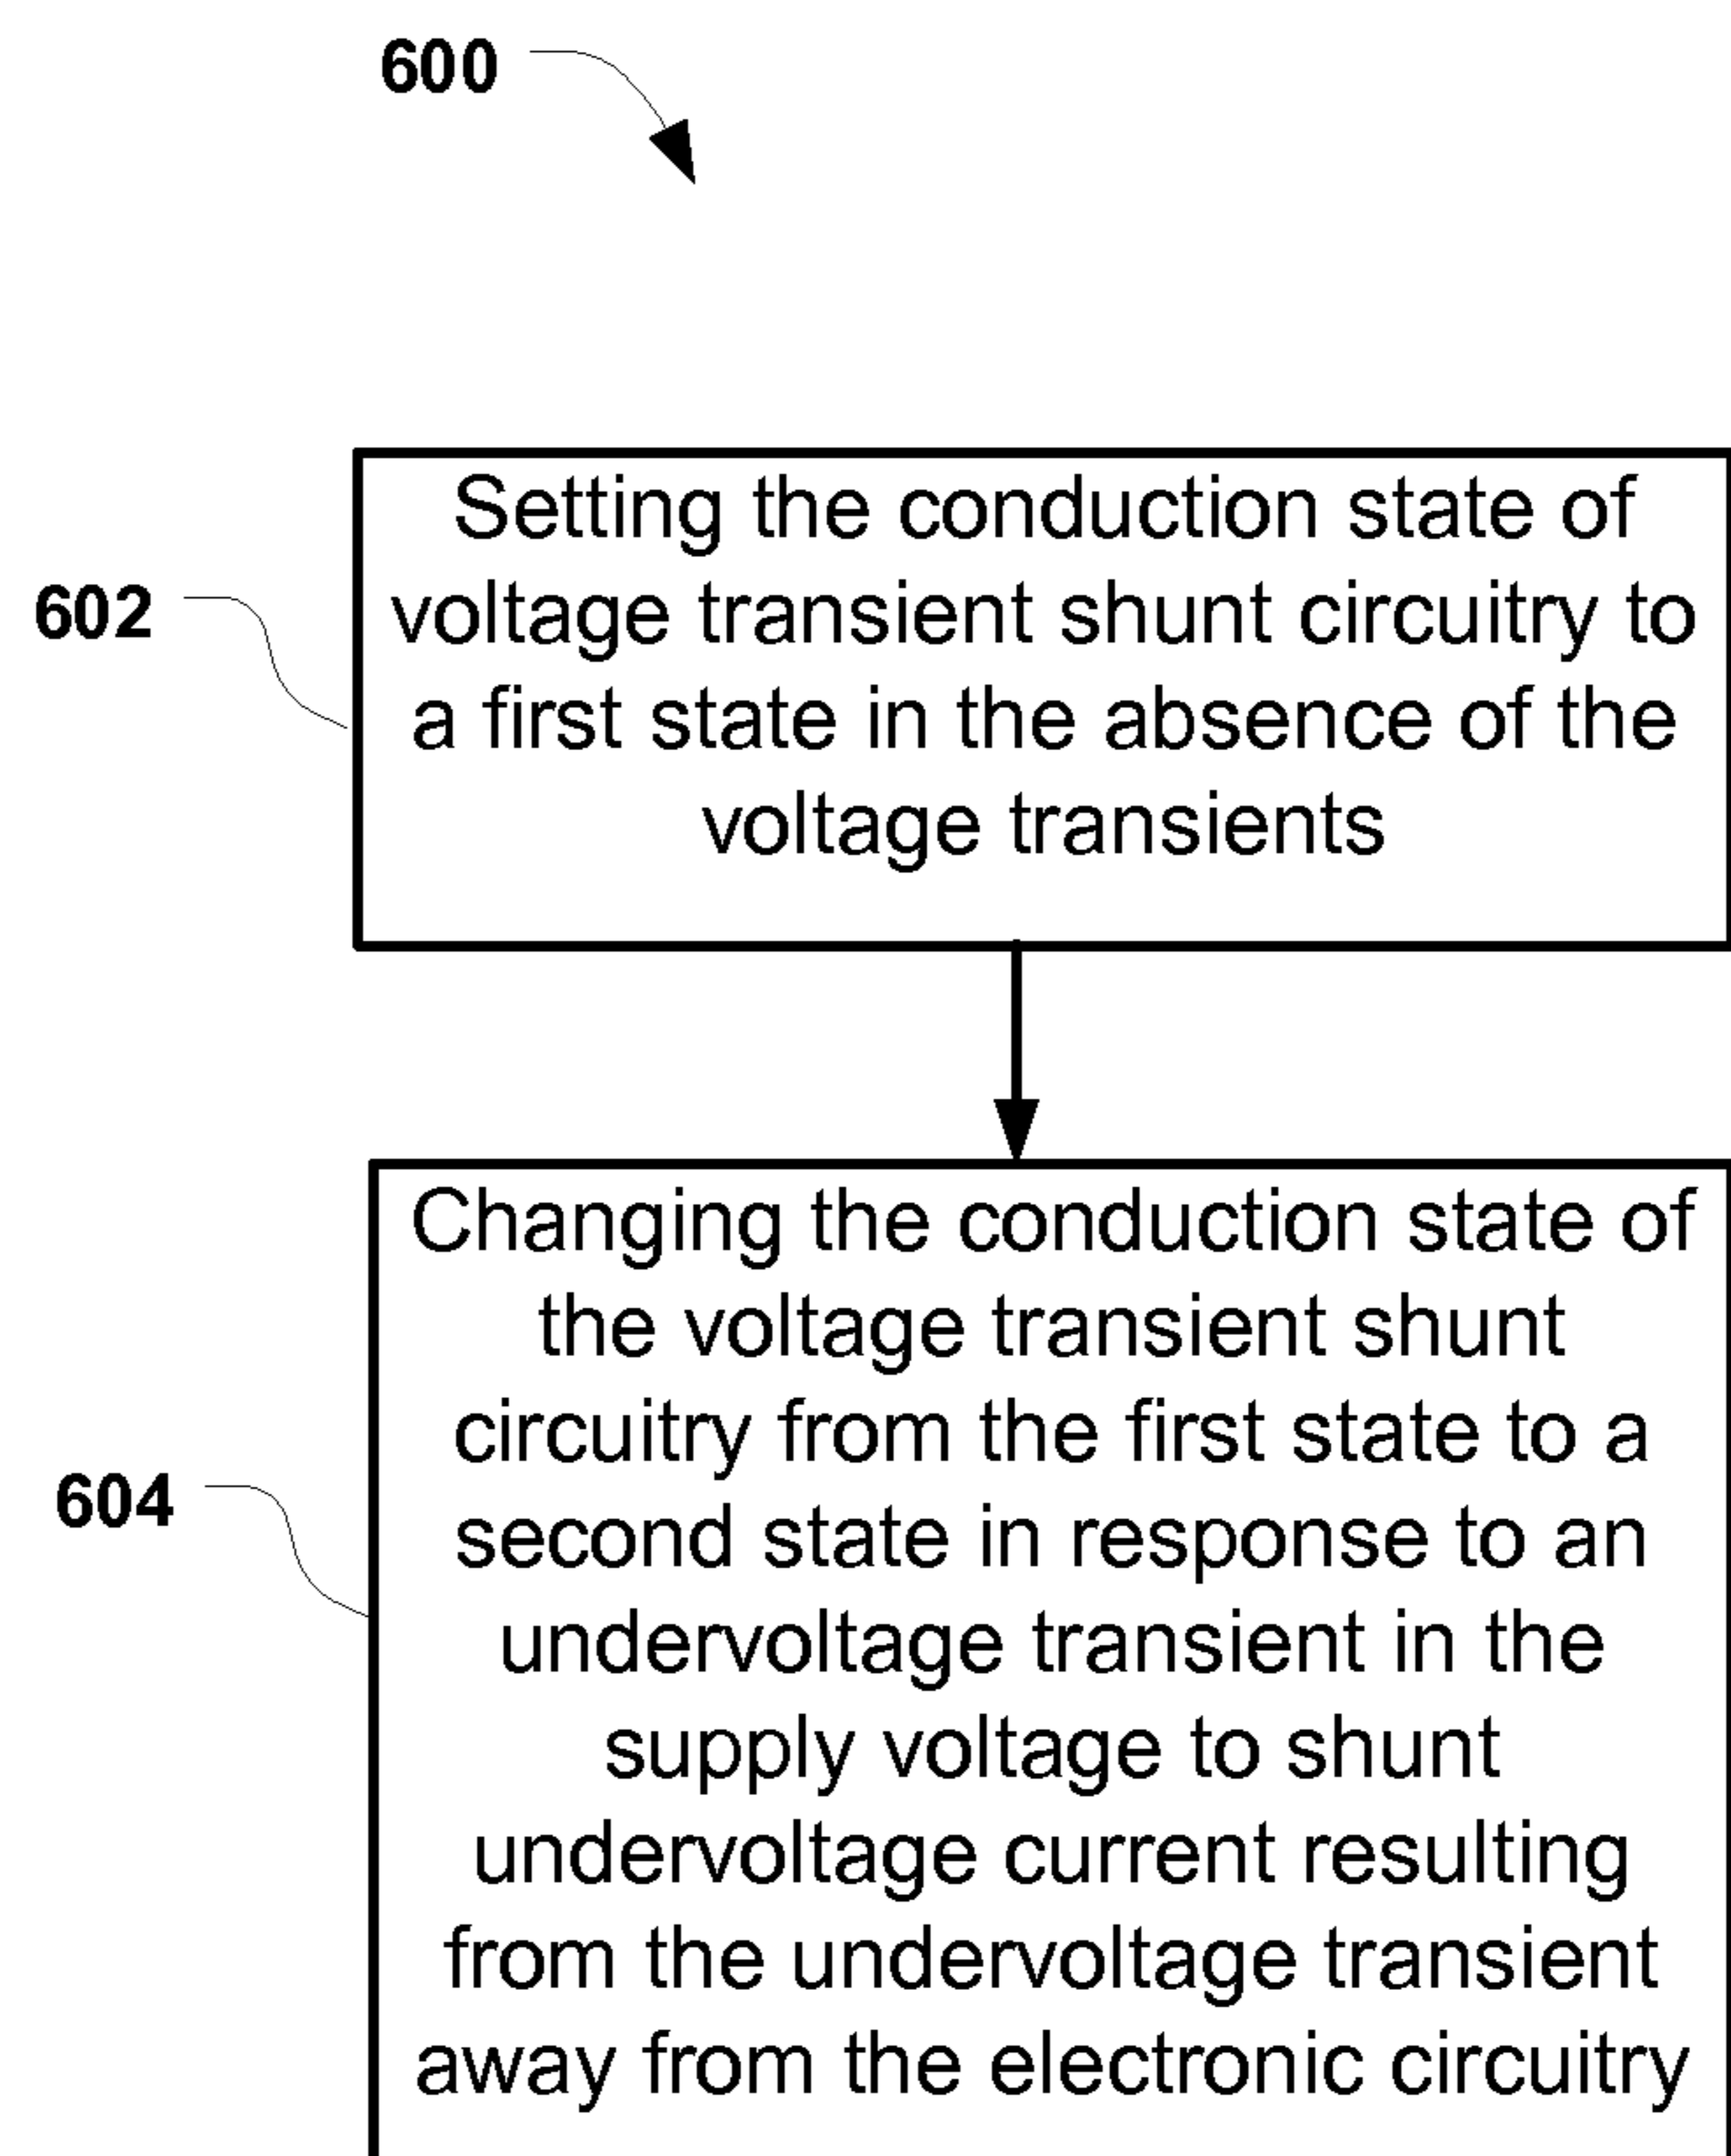 600
602
Setting the conduction state of
voltage transient shunt circuitry to
a first state in the absence of the
voltage transients
604
Changing the conduction state of
the voltage transient shunt
circuitry from the first state to a
second state in response to an
undervoltage transient in the
supply voltage to shunt
undervoltage current resulting
from the undervoltage transient
away from the electronic circuitry